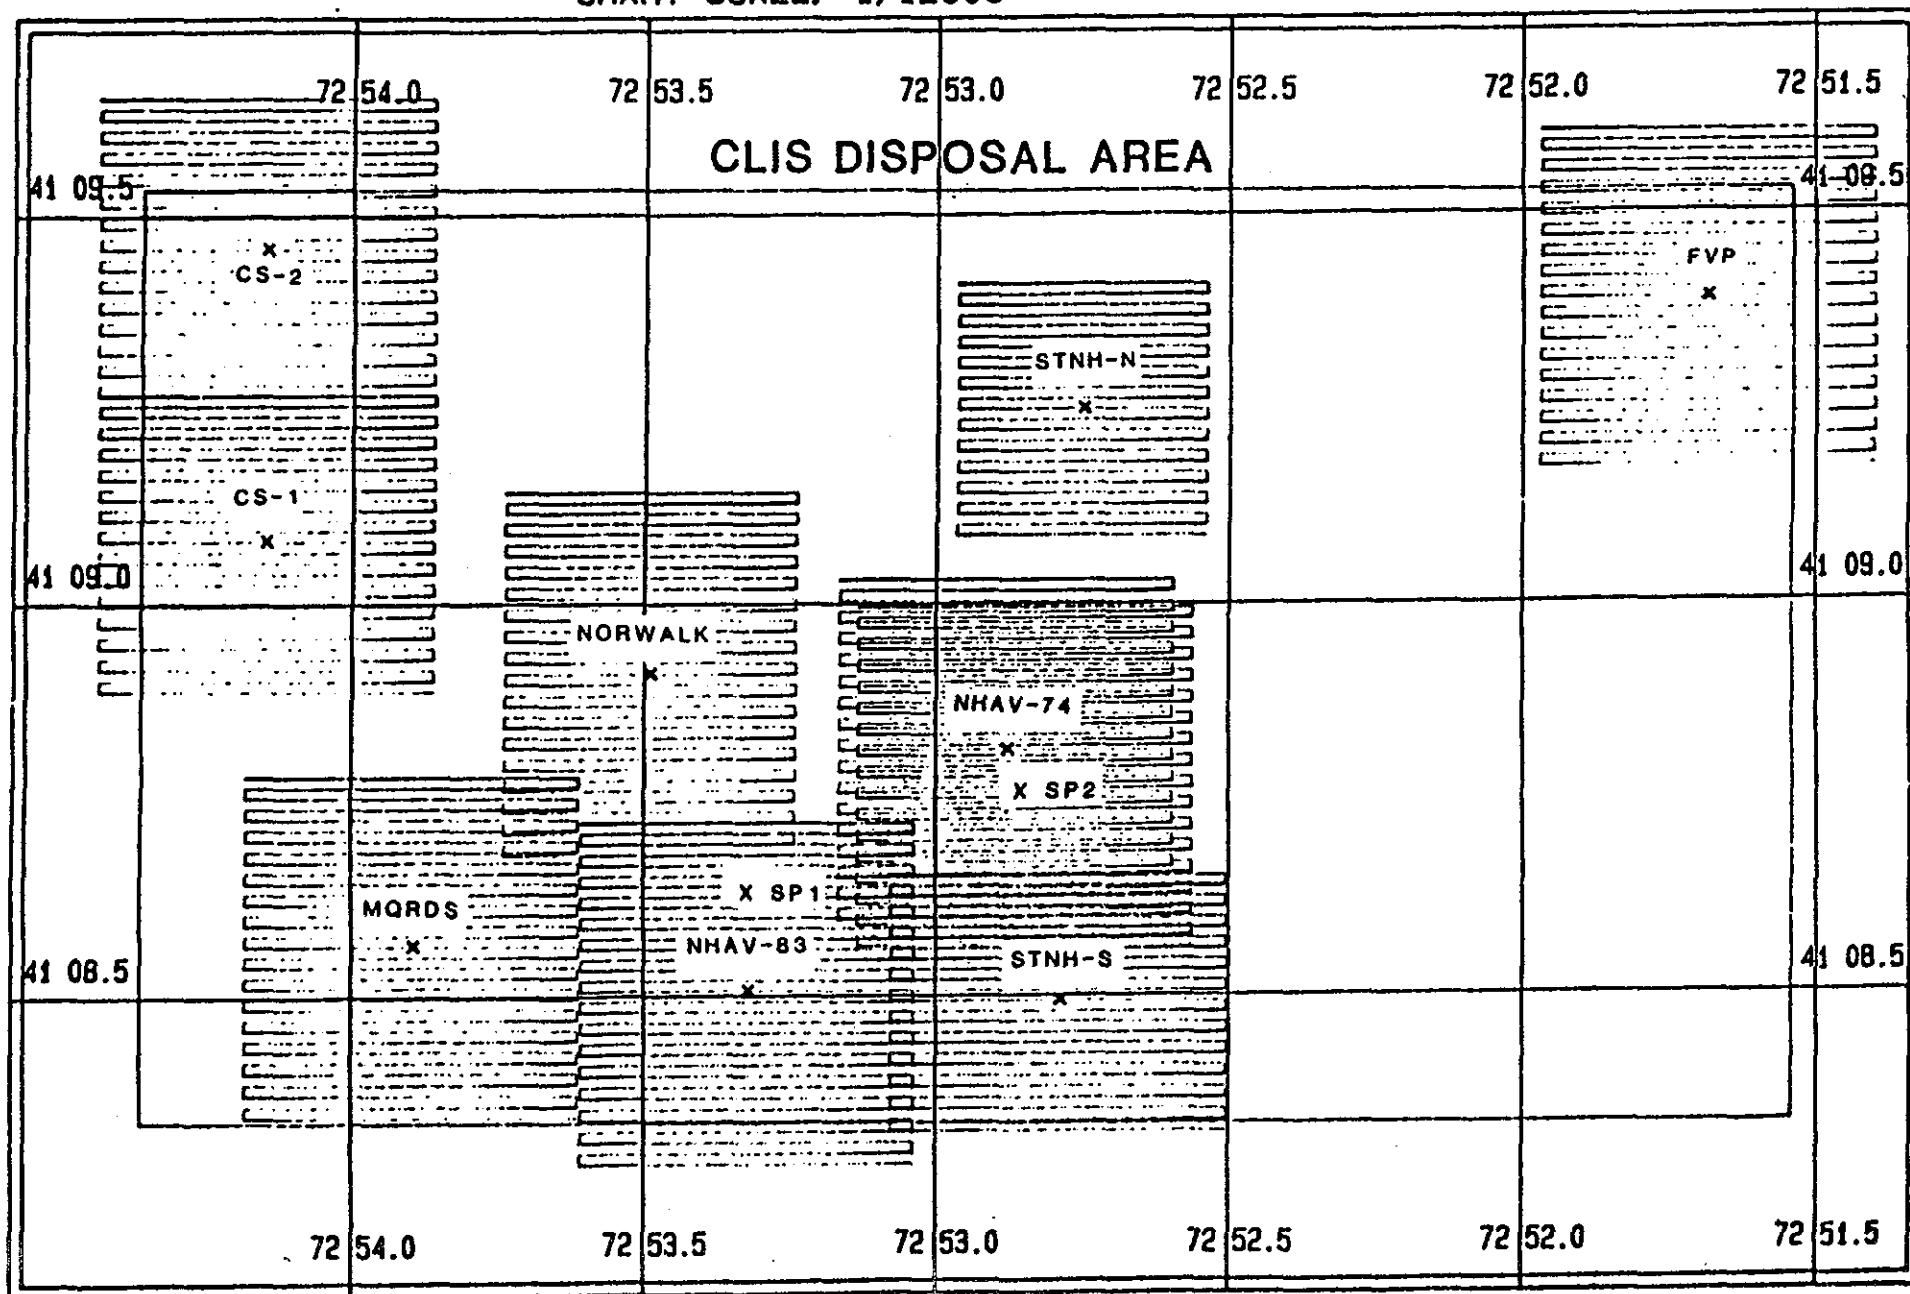 72 54.0 72 53.5 72 53.0 72 52.5 72 52.0 72 51.5
CLIS DISPOSAL AREA
41 09.5 41 09.5
CS-2
FVP
STNH-N
CS-1
41 09.0 41 09.0
NORWALK
NHAV-74
X SP2
X SP1
MQRDS
NHAV-83
STNH-S
41 08.5 41 08.5
72 54.0 72 53.5 72 53.0 72 52.5 72 52.0 72 51.5